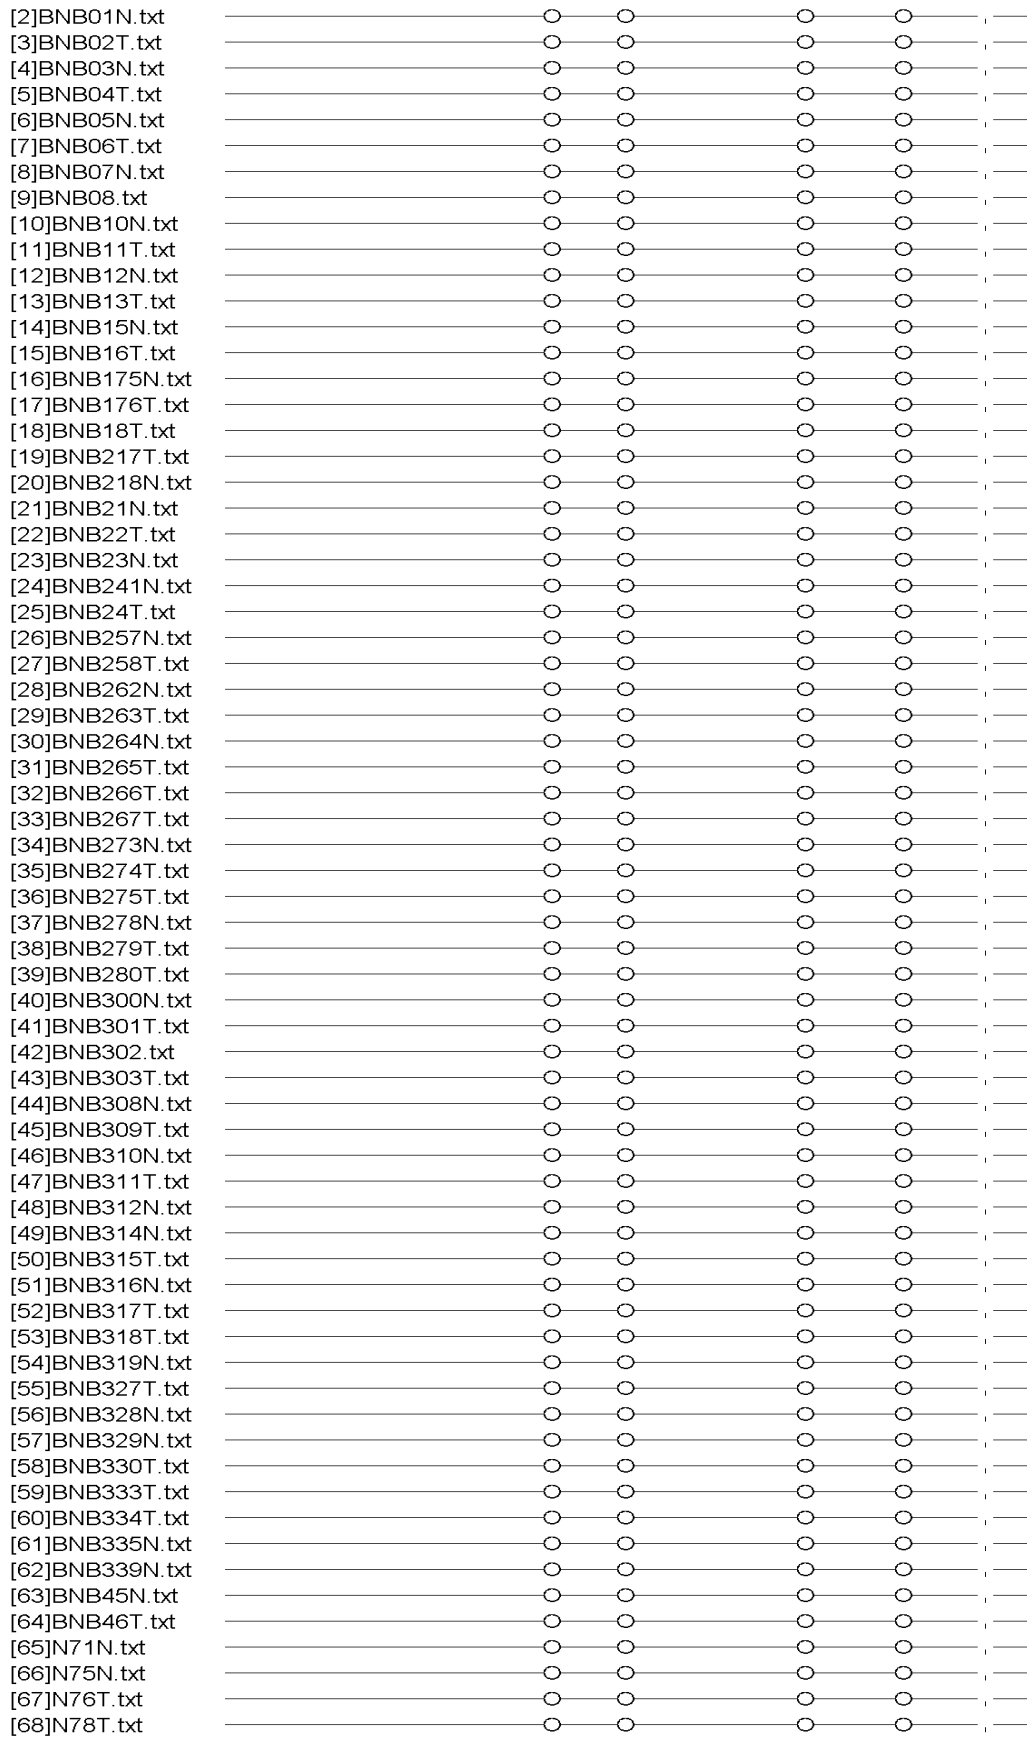 [2]BNB01N.txt
[3]BNB02T.txt
[4]BNB03N.txt
[5]BNB04T.txt
[6]BNB05N.txt
[7]BNB06T.txt
[8]BNB07N.txt
[9]BNB08.txt
[10]BNB10N.txt
[11]BNB11T.txt
[12]BNB12N.txt
[13]BNB13T.txt
[14]BNB15N.txt
[15]BNB16T.txt
[16]BNB175N.txt
[17]BNB176T.txt
[18]BNB18T.txt
[19]BNB217T.txt
[20]BNB218N.txt
[21]BNB21N.txt
[22]BNB22T.txt
[23]BNB23N.txt
[24]BNB241N.txt
[25]BNB24T.txt
[26]BNB257N.txt
[27]BNB258T.txt
[28]BNB262N.txt
[29]BNB263T.txt
[30]BNB264N.txt
[31]BNB265T.txt
[32]BNB266T.txt
[33]BNB267T.txt
[34]BNB273N.txt
[35]BNB274T.txt
[36]BNB275T.txt
[37]BNB278N.txt
[38]BNB279T.txt
[39]BNB280T.txt
[40]BNB300N.txt
[41]BNB301T.txt
[42]BNB302.txt
[43]BNB303T.txt
[44]BNB308N.txt
[45]BNB309T.txt
[46]BNB310N.txt
[47]BNB311T.txt
[48]BNB312N.txt
[49]BNB314N.txt
[50]BNB315T.txt
[51]BNB316N.txt
[52]BNB317T.txt
[53]BNB318T.txt
[54]BNB319N.txt
[55]BNB327T.txt
[56]BNB328N.txt
[57]BNB329N.txt
[58]BNB330T.txt
[59]BNB333T.txt
[60]BNB334T.txt
[61]BNB335N.txt
[62]BNB339N.txt
[63]BNB45N.txt
[64]BNB46T.txt
[65]N71N.txt
[66]N75N.txt
[67]N76T.txt
[68]N78T.txt